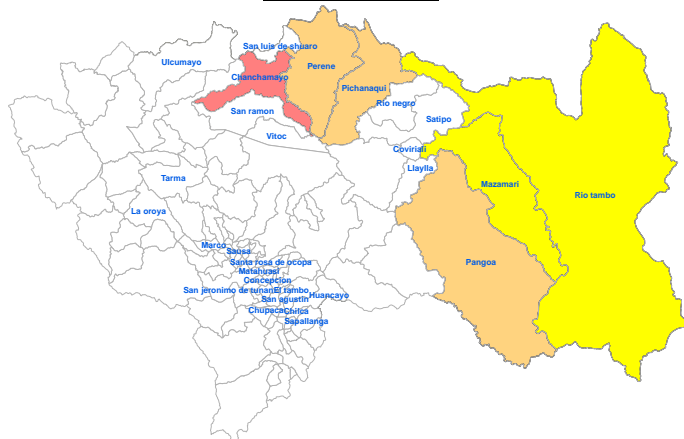 San luis de shuaro
Ulcumayo
Perene
Chanchamayo
Pichanaqui
Rio negro
San ramon
Satipo
Vitoc
Coviriali
Llaylla
Tarma
Mazamari
Rio tambo
La oroya
Marco
Sausa
Santa rosa de ocopa
Pangoa
Matahuasi
Concepcion
San jeronimo de tunan
El tambo
San agustin
Huancayo
Chupaca
Chilca
Sapallanga